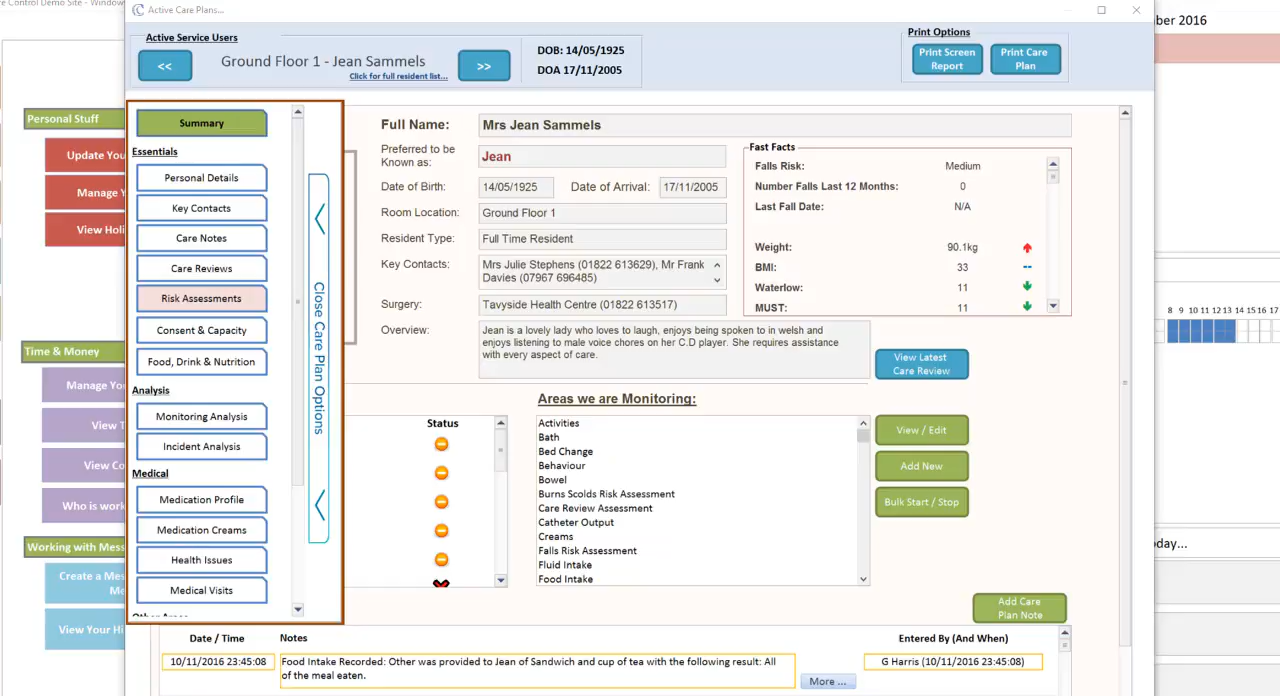 re Control Demo Site - Window
Active Care Plans...
ber 2016
Active Service Users
<<
Ground Floor 1 - Jean Sammels
Click for full resident list...
>>
DOB: 14/05/1925
DOA 17/11/2005
Print Options
Print Screen
Report
Print Care
Plan
Personal Stuff
Update You
Manage Y
View Holi
Time & Money
Manage You
View T
View Co
Who is work
Working with Mess
Create a Mes
Me
View Your Hi
Summary
Essentials
Personal Details
Key Contacts
Care Notes
Care Reviews
Risk Assessments
Consent & Capacity
Food, Drink & Nutrition
Analysis
Monitoring Analysis
Incident Analysis
Medical
Medication Profile
Medication Creams
Health Issues
Medical Visits
Other Areas
Close Care Plan Options
Full Name: Mrs Jean Sammels
Preferred to be
Known as: Jean
Date of Birth: 14/05/1925 Date of Arrival: 17/11/2005
Room Location: Ground Floor 1
Resident Type: Full Time Resident
Key Contacts: Mrs Julie Stephens (01822 613629), Mr Frank
Davies (07967 696485)
Surgery: Tavyside Health Centre (01822 613517)
Overview: Jean is a lovely lady who loves to laugh, enjoys being spoken to in welsh and
enjoys listening to male voice chores on her C.D player. She requires assistance
with every aspect of care.
Fast Facts
Falls Risk: Medium
Number Falls Last 12 Months: 0
Last Fall Date: N/A
Weight: 90.1kg
BMI: 33 --
Waterlow: 11
MUST: 11
View Latest
Care Review
8 9 10 11 12 13 14 15 16 17
Status
Areas we are Monitoring:
Activities
Bath
Bed Change
Behaviour
Bowel
Burns Scolds Risk Assessment
Care Review Assessment
Catheter Output
Creams
Falls Risk Assessment
Fluid Intake
Food Intake
View / Edit
Add New
Bulk Start / Stop
oday...
Add Care
Plan Note
Date / Time Notes Entered By (And When)
10/11/2016 23:45:08 Food Intake Recorded: Other was provided to Jean of Sandwich and cup of tea with the following result: All G Harris (10/11/2016 23:45:08)
of the meal eaten.
More ...